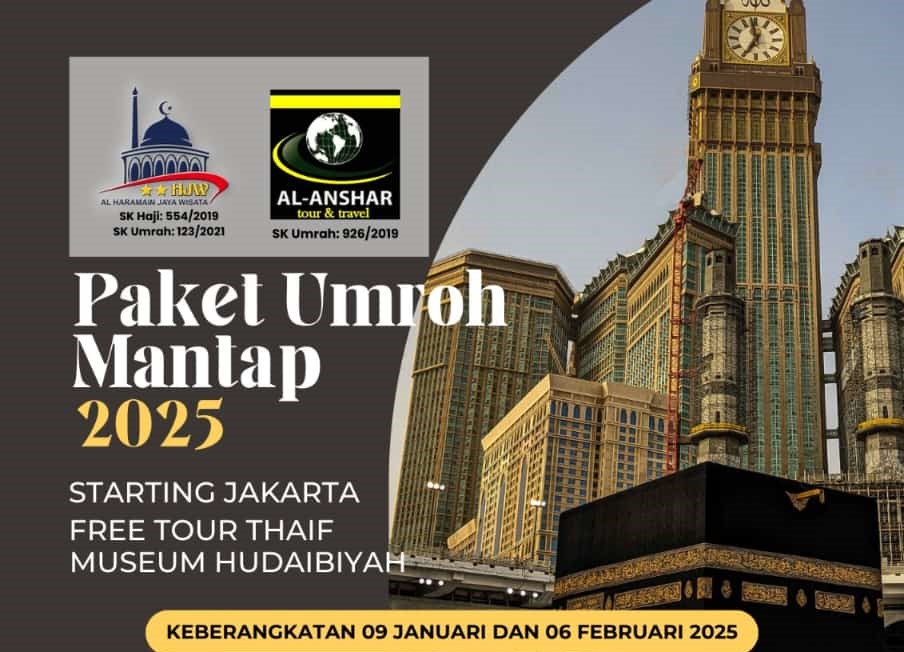 HJW
AL HARAMAIN JAYA WISATA
SK Haji: 554/2019
SK Umrah: 123/2021
AL-ANSHAR
tour & travel
SK Umrah: 926/2019
Paket Umroh
Mantap
2025
STARTING JAKARTA
FREE TOUR THAIF
MUSEUM HUDAIBIYAH
KEBERANGKATAN 09 JANUARI DAN 06 FEBRUARI 2025